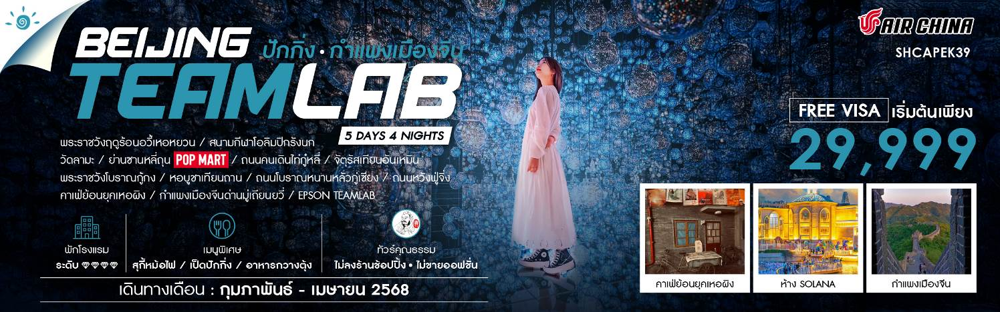 BEIJING
ปักกิ่ง • กำแพงเมืองจีน
TEAMLAB
5 DAYS 4 NIGHTS
พระราชวังฤดูร้อนอวี้เหอหยวน / สนามกีฬาโอลิมปิกรังนก
วัดลามะ / ย่านซานหลี่ถุน POP MART / ถนนคนเดินไท่กู๋หลี่ / จัตุรัสเทียนอันเหมิน
พระราชวังโบราณกู้กง / หอบูชาเทียนถาน / ถนนโบราณหนานหลัวกู่เซียง / ถนนหวังฟู่จิ่ง
คาเฟ่ย้อนยุคเหอผิง / กำแพงเมืองจีนด่านมู่เถียนยวี่ / EPSON TEAMLAB
พักโรงแรม
ระดับ
เมนูพิเศษ
สุกี้หม้อไฟ / เป็ดปักกิ่ง / อาหารกวางตุ้ง
ทัวร์คุณธรรม
ไม่ลงร้านช้อปปิ้ง • ไม่ขายออฟชั่น
เดินทางเดือน : กุมภาพันธ์ - เมษายน 2568
AIR CHINA
SHCAPEK39
FREE VISA เริ่มต้นเพียง
29,999
คาเฟ่ย้อนยุคเหอผิง
ห้าง SOLANA
กำแพงเมืองจีน